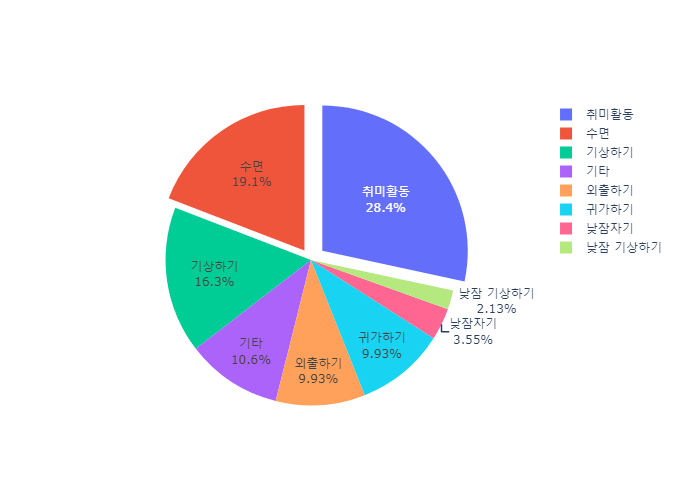 취미활동
28.4%
수면
19.1%
기상하기
16.3%
기타
10.6%
외출하기
9.93%
귀가하기
9.93%
낮잠자기
3.55%
낮잠 기상하기
2.13%
취미활동
수면
기상하기
기타
외출하기
귀가하기
낮잠자기
낮잠 기상하기